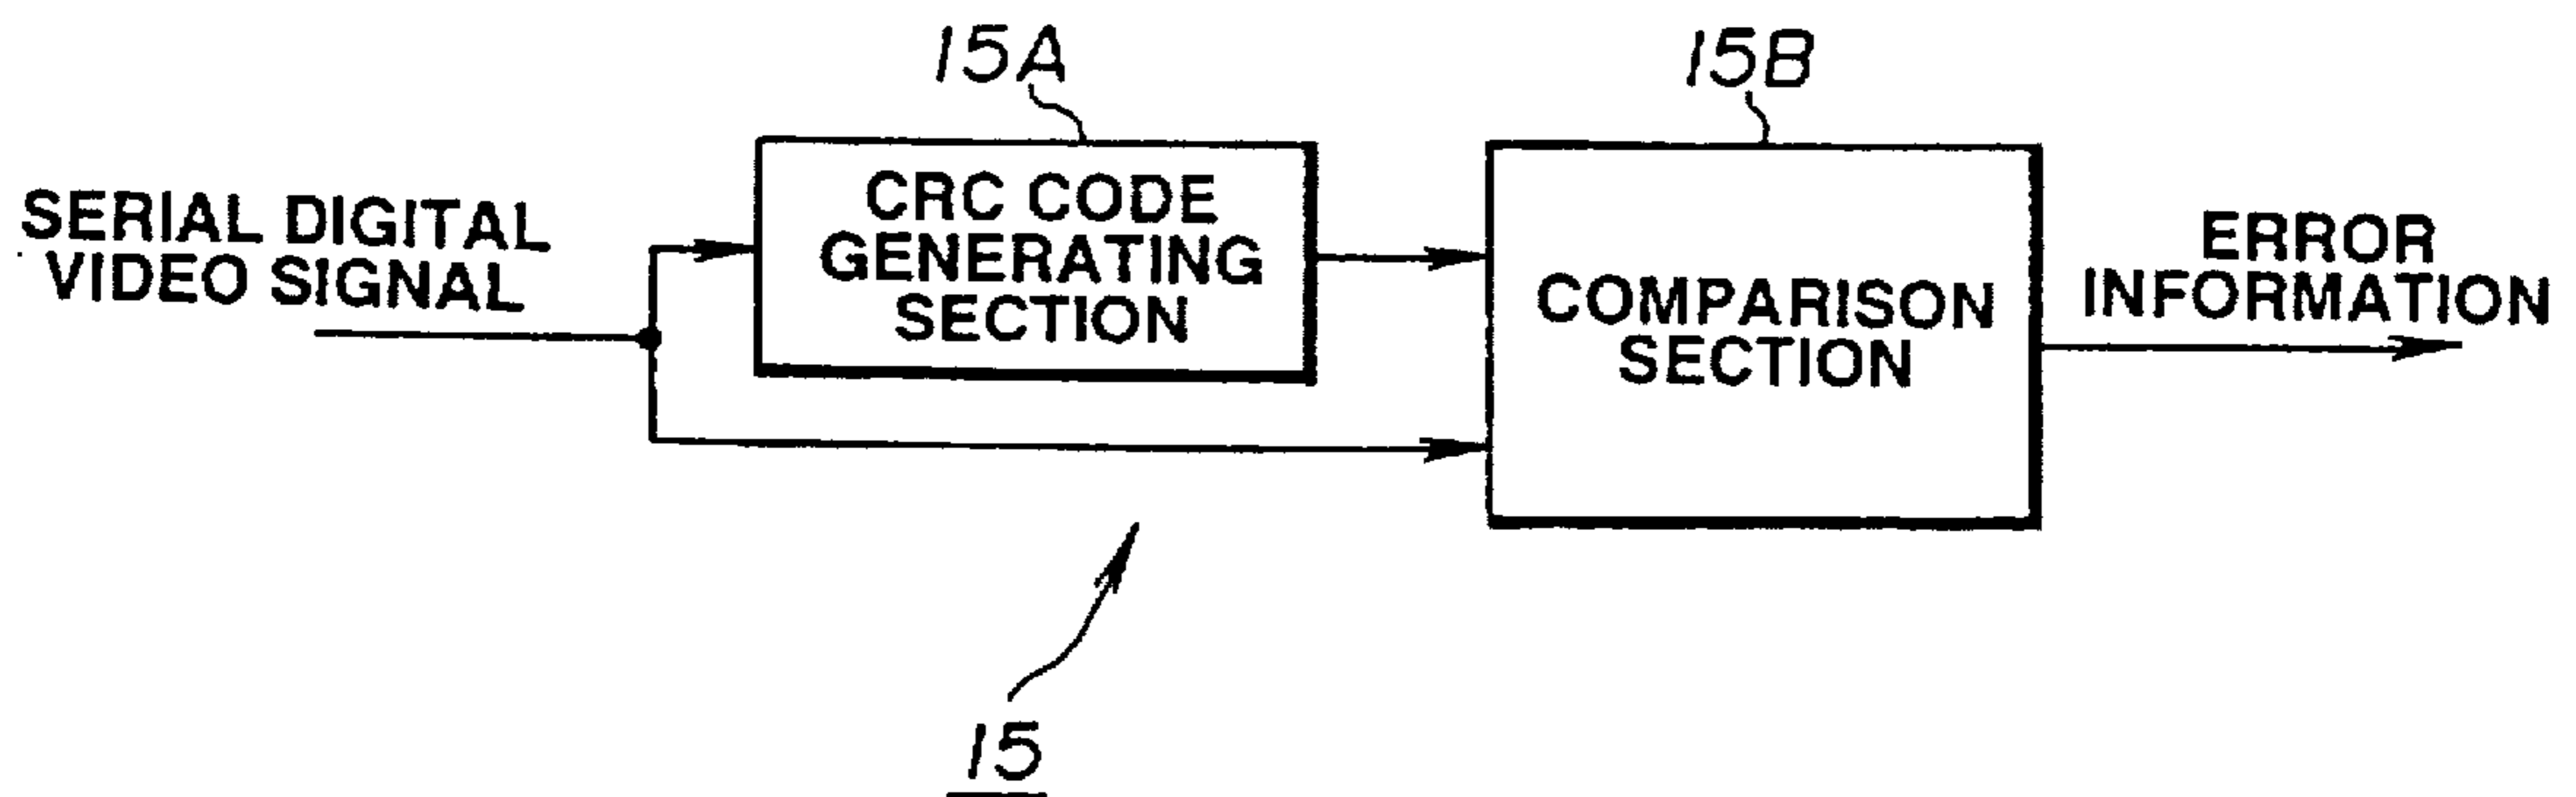 15A
15B
SERIAL DIGITAL
VIDEO SIGNAL
CRC CODE
GENERATING
SECTION
COMPARISON
SECTION
ERROR
INFORMATION
15